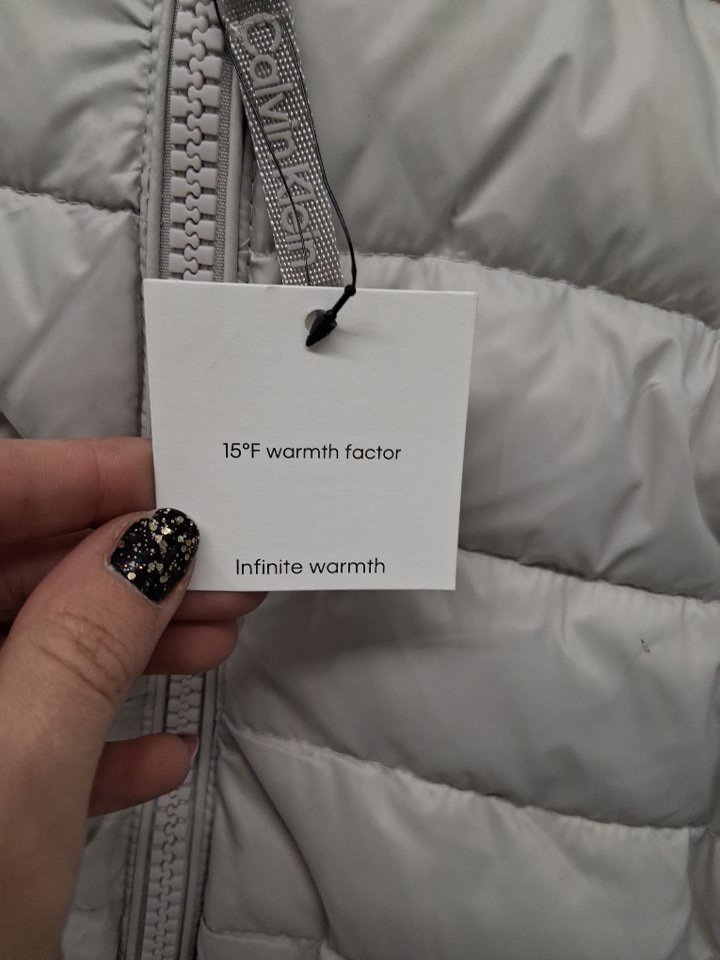 Calvin Klein
15°F warmth factor
Infinite warmth